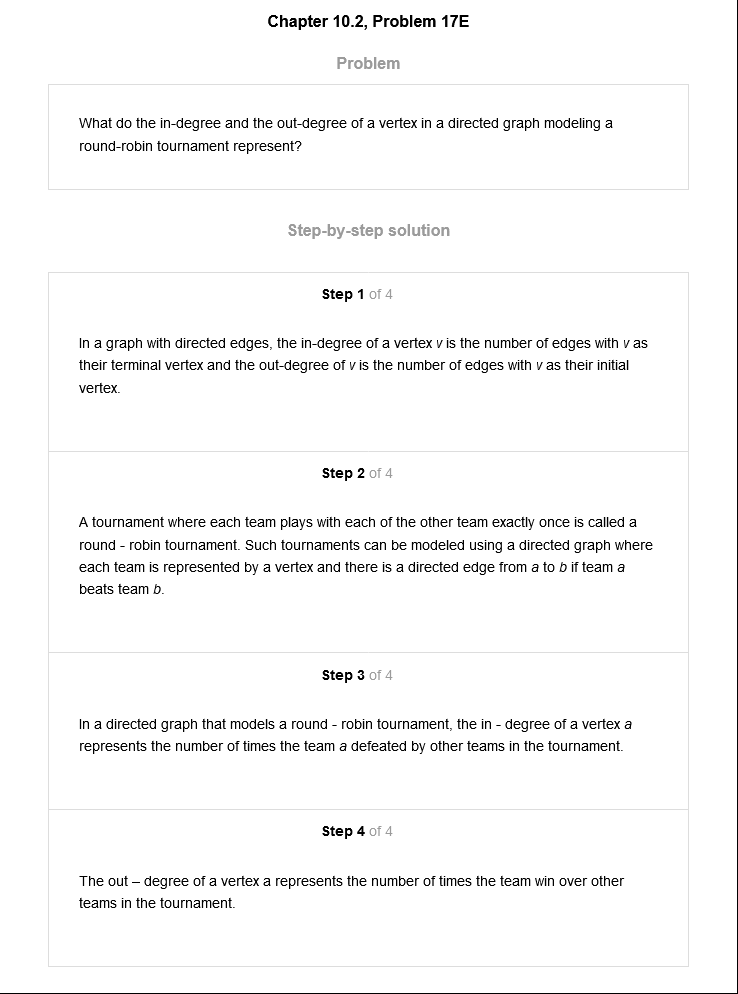 Chapter 10.2, Problem 17E
Problem
What do the in-degree and the out-degree of a vertex in a directed graph modeling a
round-robin tournament represent?
Step-by-step solution
Step 1 of 4
In a graph with directed edges, the in-degree of a vertex v is the number of edges with v as
their terminal vertex and the out-degree of v is the number of edges with v as their initial
vertex.
Step 2 of 4
A tournament where each team plays with each of the other team exactly once is called a
round - robin tournament. Such tournaments can be modeled using a directed graph where
each team is represented by a vertex and there is a directed edge from a to b if team a
beats team b.
Step 3 of 4
In a directed graph that models a round - robin tournament, the in - degree of a vertex a
represents the number of times the team a defeated by other teams in the tournament.
Step 4 of 4
The out – degree of a vertex a represents the number of times the team win over other
teams in the tournament.